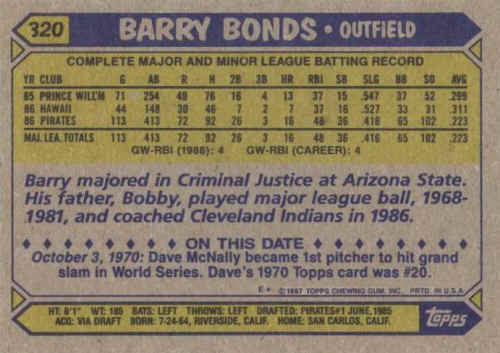 320 BARRY BONDS • OUTFIELD
COMPLETE MAJOR AND MINOR LEAGUE BATTING RECORD
YR CLUB G AB R H 2B 3B HR RBI SB SLG BB SO AVG
85 PRINCE WILL'M 71 254 49 76 16 4 13 37 15 .547 37 52 .299
86 HAWAII 44 148 30 46 7 2 7 37 16 .527 33 31 .311
86 PIRATES 113 413 72 92 26 3 16 48 36 .416 65 102 .223
MAJ. LEA. TOTALS 113 413 72 92 26 3 16 48 36 .416 65 102 .223
GW-RBI (1986): 4 GW-RBI (CAREER): 4
Barry majored in Criminal Justice at Arizona State.
His father, Bobby, played major league ball, 1968-
1981, and coached Cleveland Indians in 1986.
ON THIS DATE
October 3, 1970: Dave McNally became 1st pitcher to hit grand
slam in World Series. Dave's 1970 Topps card was #20.
E* ©1987 TOPPS CHEWING GUM, INC. PRTD. IN U.S.A.
HT: 6'1" WT: 185 BATS: LEFT THROWS: LEFT DRAFTED: PIRATES#1 JUNE, 1985
ACQ: VIA DRAFT BORN: 7-24-64, RIVERSIDE, CALIF. HOME: SAN CARLOS, CALIF.
topps